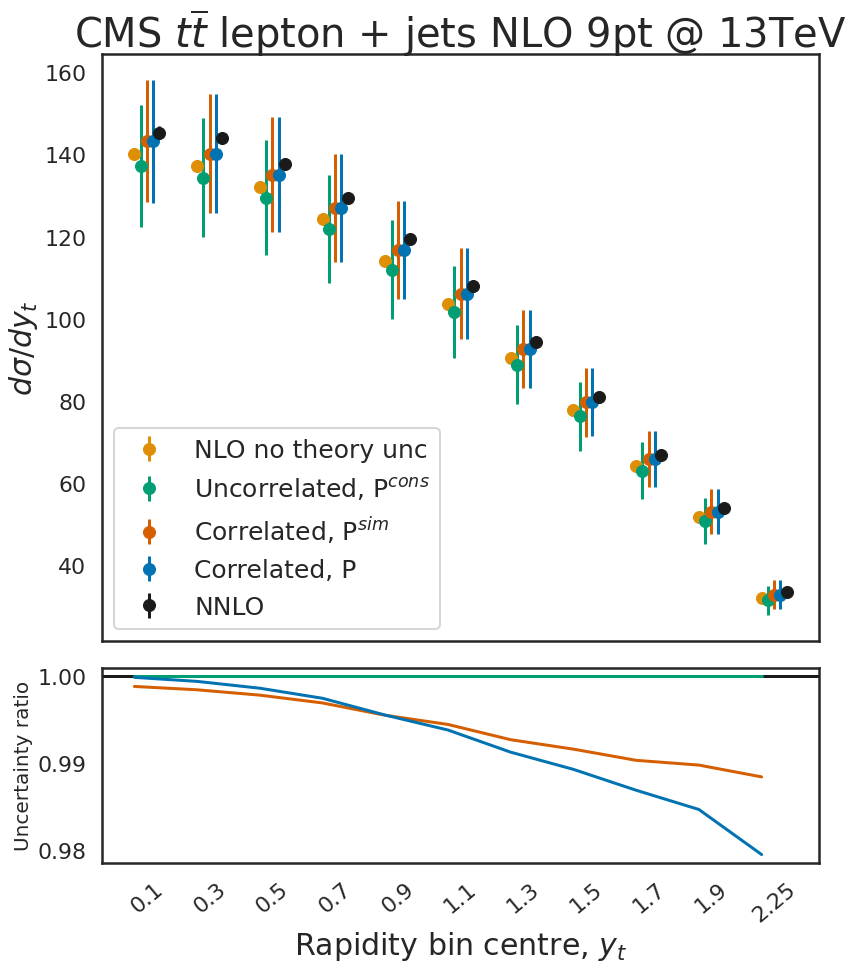 CMS $t\overline{t}$ lepton + jets NLO 9pt @ 13TeV
160
140
120
100
80
60
40
$d\sigma/dy_t$
NLO no theory unc
Uncorrelated, P$^{cons}$
Correlated, P$^{sim}$
Correlated, P
NNLO
1.00
0.99
0.98
Uncertainty ratio
0.1 0.3 0.5 0.7 0.9 1.1 1.3 1.5 1.7 1.9 2.25
Rapidity bin centre, $y_t$